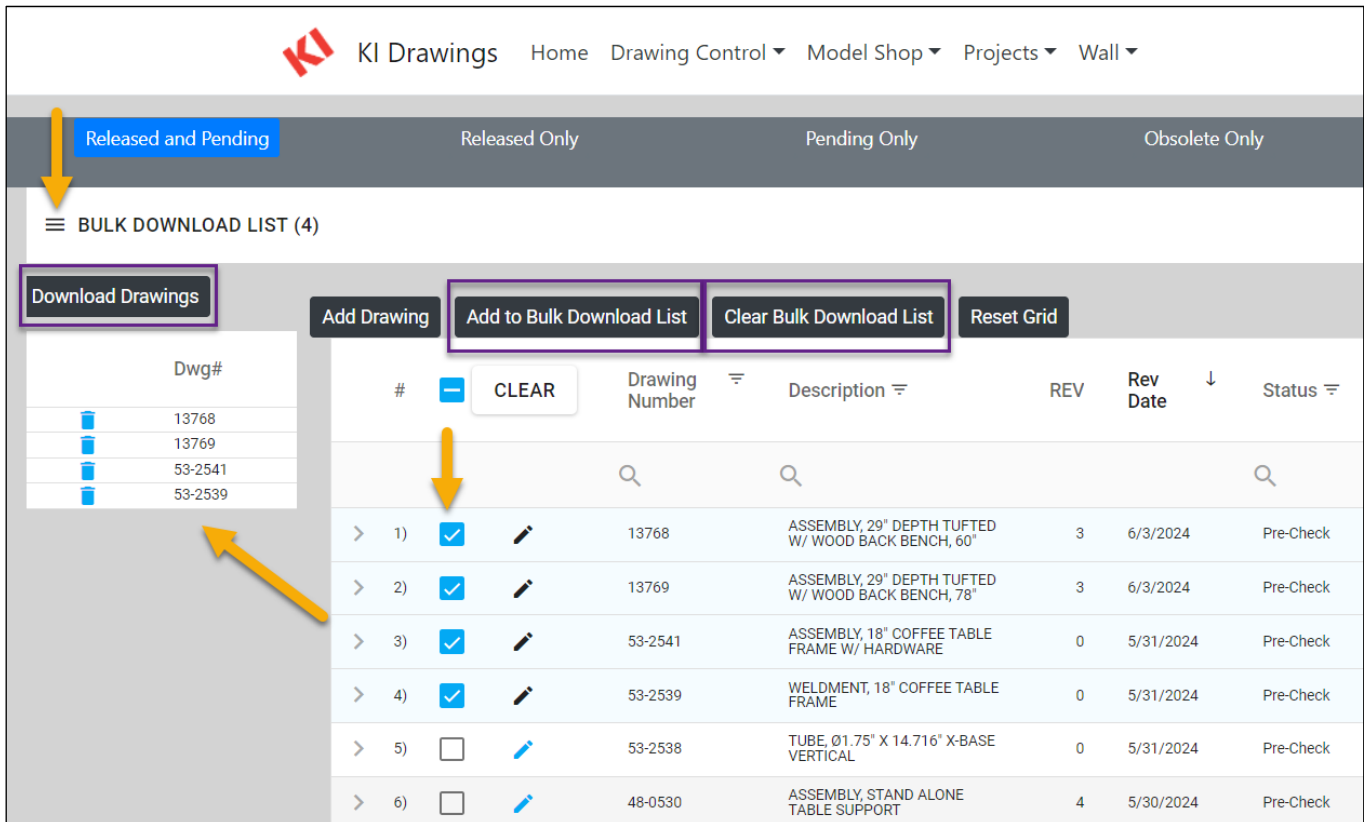 KI
KI Drawings Home Drawing Control Model Shop Projects Wall
Released and Pending Released Only Pending Only Obsolete Only
BULK DOWNLOAD LIST (4)
Download Drawings
Add Drawing Add to Bulk Download List Clear Bulk Download List Reset Grid
Dwg#
13768
13769
53-2541
53-2539
# CLEAR Drawing Number Description REV Rev Date Status
1) 13768 ASSEMBLY, 29" DEPTH TUFTED W/ WOOD BACK BENCH, 60" 3 6/3/2024 Pre-Check
2) 13769 ASSEMBLY, 29" DEPTH TUFTED W/ WOOD BACK BENCH, 78" 3 6/3/2024 Pre-Check
3) 53-2541 ASSEMBLY, 18" COFFEE TABLE FRAME W/ HARDWARE 0 5/31/2024 Pre-Check
4) 53-2539 WELDMENT, 18" COFFEE TABLE FRAME 0 5/31/2024 Pre-Check
5) 53-2538 TUBE, Ø1.75" X 14.716" X-BASE VERTICAL 0 5/31/2024 Pre-Check
6) 48-0530 ASSEMBLY, STAND ALONE TABLE SUPPORT 4 5/30/2024 Pre-Check